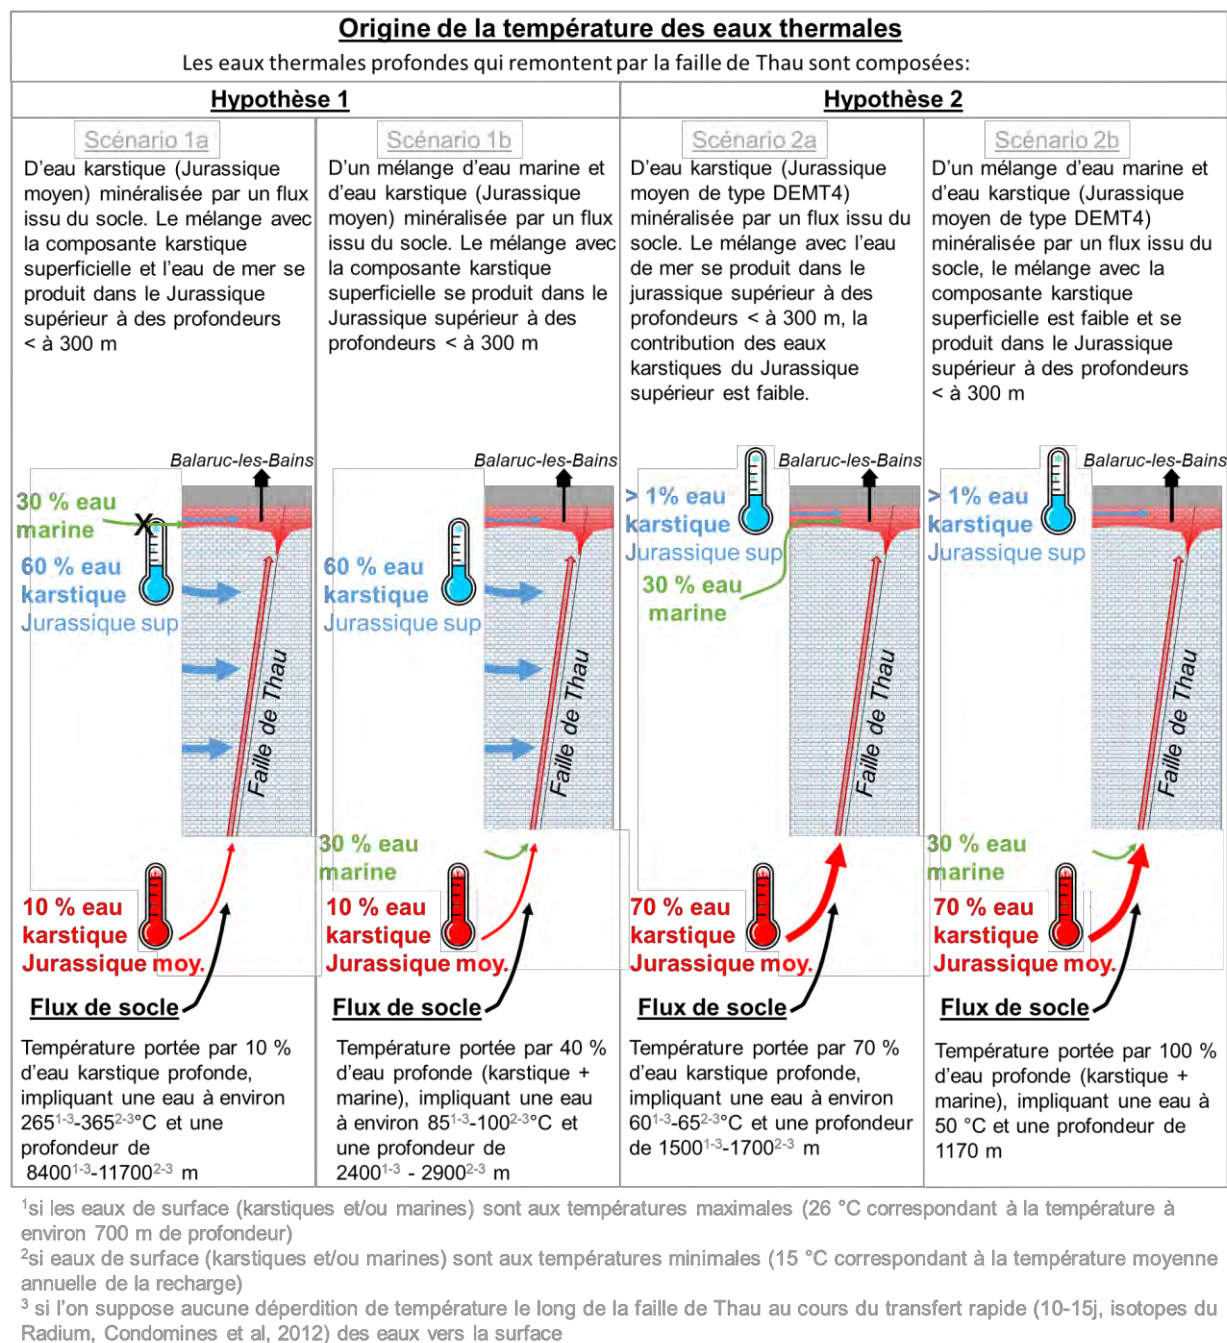 Origine de la température des eaux thermales
Les eaux thermales profondes qui remontent par la faille de Thau sont composées:
Hypothèse 1
Hypothèse 2
Scénario 1a
D'eau karstique (Jurassique
moyen) minéralisée par un flux
issu du socle. Le mélange avec
la composante karstique
superficielle et l'eau de mer se
produit dans le Jurassique
supérieur à des profondeurs
< à 300 m
Scénario 1b
D'un mélange d'eau marine et
d'eau karstique (Jurassique
moyen) minéralisée par un flux
issu du socle. Le mélange avec
la composante karstique
superficielle se produit dans le
Jurassique supérieur à des
profondeurs < à 300 m
Scénario 2a
D'eau karstique (Jurassique
moyen de type DEMT4)
minéralisée par un flux issu du
socle. Le mélange avec l'eau
de mer se produit dans le
jurassique supérieur à des
profondeurs < à 300 m, la
contribution des eaux
karstiques du Jurassique
supérieur est faible.
Scénario 2b
D'un mélange d'eau marine et
d'eau karstique (Jurassique
moyen de type DEMT4)
minéralisée par un flux issu du
socle, le mélange avec la
composante karstique
superficielle est faible et se
produit dans le Jurassique
supérieur à des profondeurs
< à 300 m
Balaruc-les-Bains
30 % eau
marine
X
60 % eau
karstique
Jurassique sup
Faille de Thau
10 % eau
karstique
Jurassique moy.
Flux de socle
Température portée par 10 %
d'eau karstique profonde,
impliquant une eau à environ
265¹⁻³-365²⁻³°C et une
profondeur de
8400¹⁻³-11700²⁻³ m
Balaruc-les-Bains
60 % eau
karstique
Jurassique sup
Faille de Thau
30 % eau
marine
10 % eau
karstique
Jurassique moy.
Flux de socle
Température portée par 40 %
d'eau profonde (karstique +
marine), impliquant une eau
à environ 85¹⁻³-100²⁻³°C et
une profondeur de
2400¹⁻³ - 2900²⁻³ m
Balaruc-les-Bains
> 1% eau
karstique
Jurassique sup
30 % eau
marine
Faille de Thau
70 % eau
karstique
Jurassique moy.
Flux de socle
Température portée par 70 %
d'eau karstique profonde,
impliquant une eau à environ
60¹⁻³-65²⁻³°C et une profondeur
de 1500¹⁻³-1700²⁻³ m
Balaruc-les-Bains
> 1% eau
karstique
Jurassique sup
Faille de Thau
30 % eau
marine
70 % eau
karstique
Jurassique moy.
Flux de socle
Température portée par 100 %
d'eau profonde (karstique +
marine), impliquant une eau à
50 °C et une profondeur de
1170 m
¹si les eaux de surface (karstiques et/ou marines) sont aux températures maximales (26 °C correspondant à la température à
environ 700 m de profondeur)
²si eaux de surface (karstiques et/ou marines) sont aux températures minimales (15 °C correspondant à la température moyenne
annuelle de la recharge)
³ si l'on suppose aucune déperdition de température le long de la faille de Thau au cours du transfert rapide (10-15j, isotopes du
Radium, Condomines et al, 2012) des eaux vers la surface